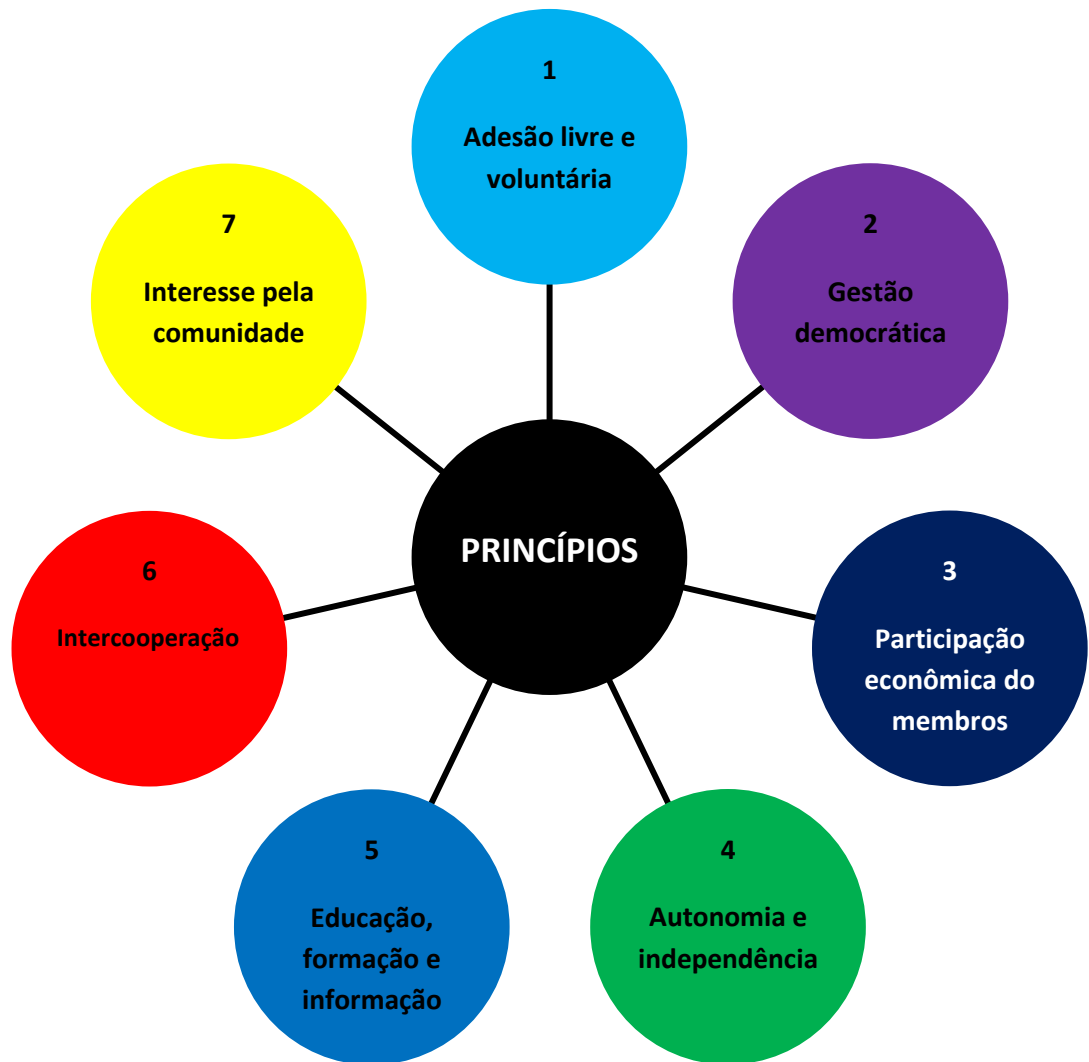 PRINCÍPIOS
1
Adesão livre e
voluntária
2
Gestão
democrática
3
Participação
econômica do
membros
4
Autonomia e
independência
5
Educação,
formação e
informação
6
Intercooperação
7
Interesse pela
comunidade